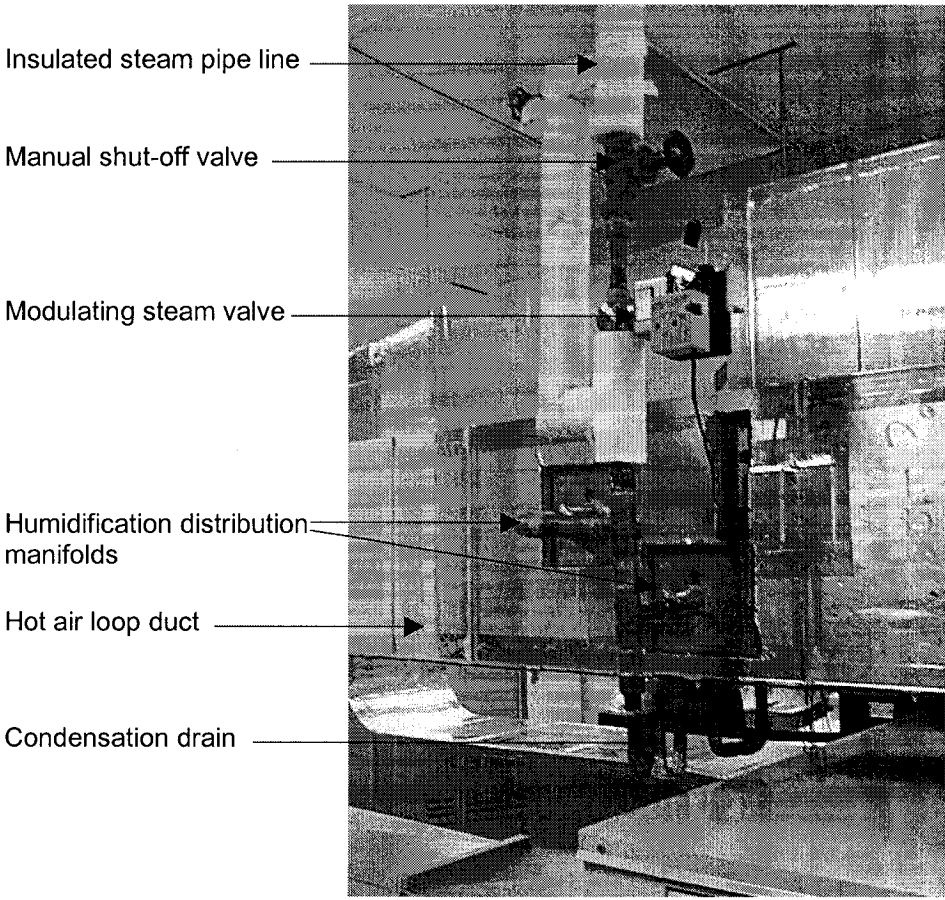 Insulated steam pipe line
Manual shut-off valve
Modulating steam valve
Humidification distribution
manifolds
Hot air loop duct
Condensation drain